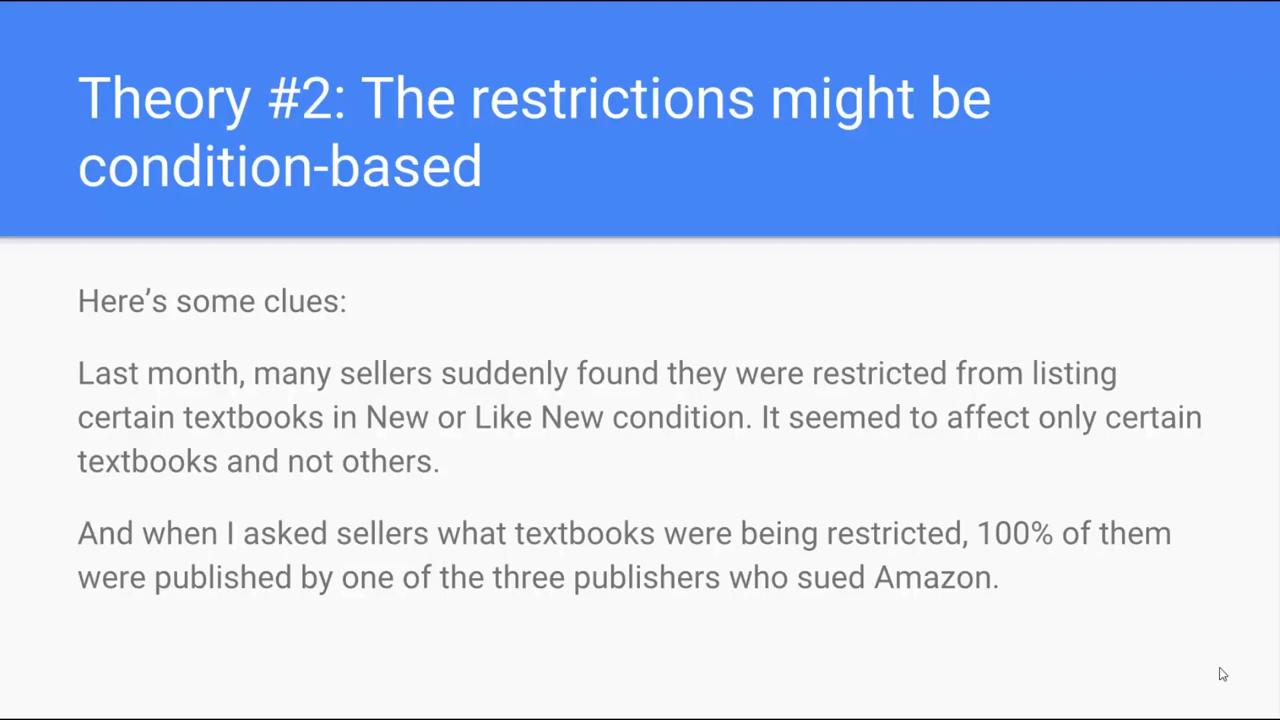 Theory #2: The restrictions might be
condition-based
Here’s some clues:
Last month, many sellers suddenly found they were restricted from listing
certain textbooks in New or Like New condition. It seemed to affect only certain
textbooks and not others.
And when I asked sellers what textbooks were being restricted, 100% of them
were published by one of the three publishers who sued Amazon.